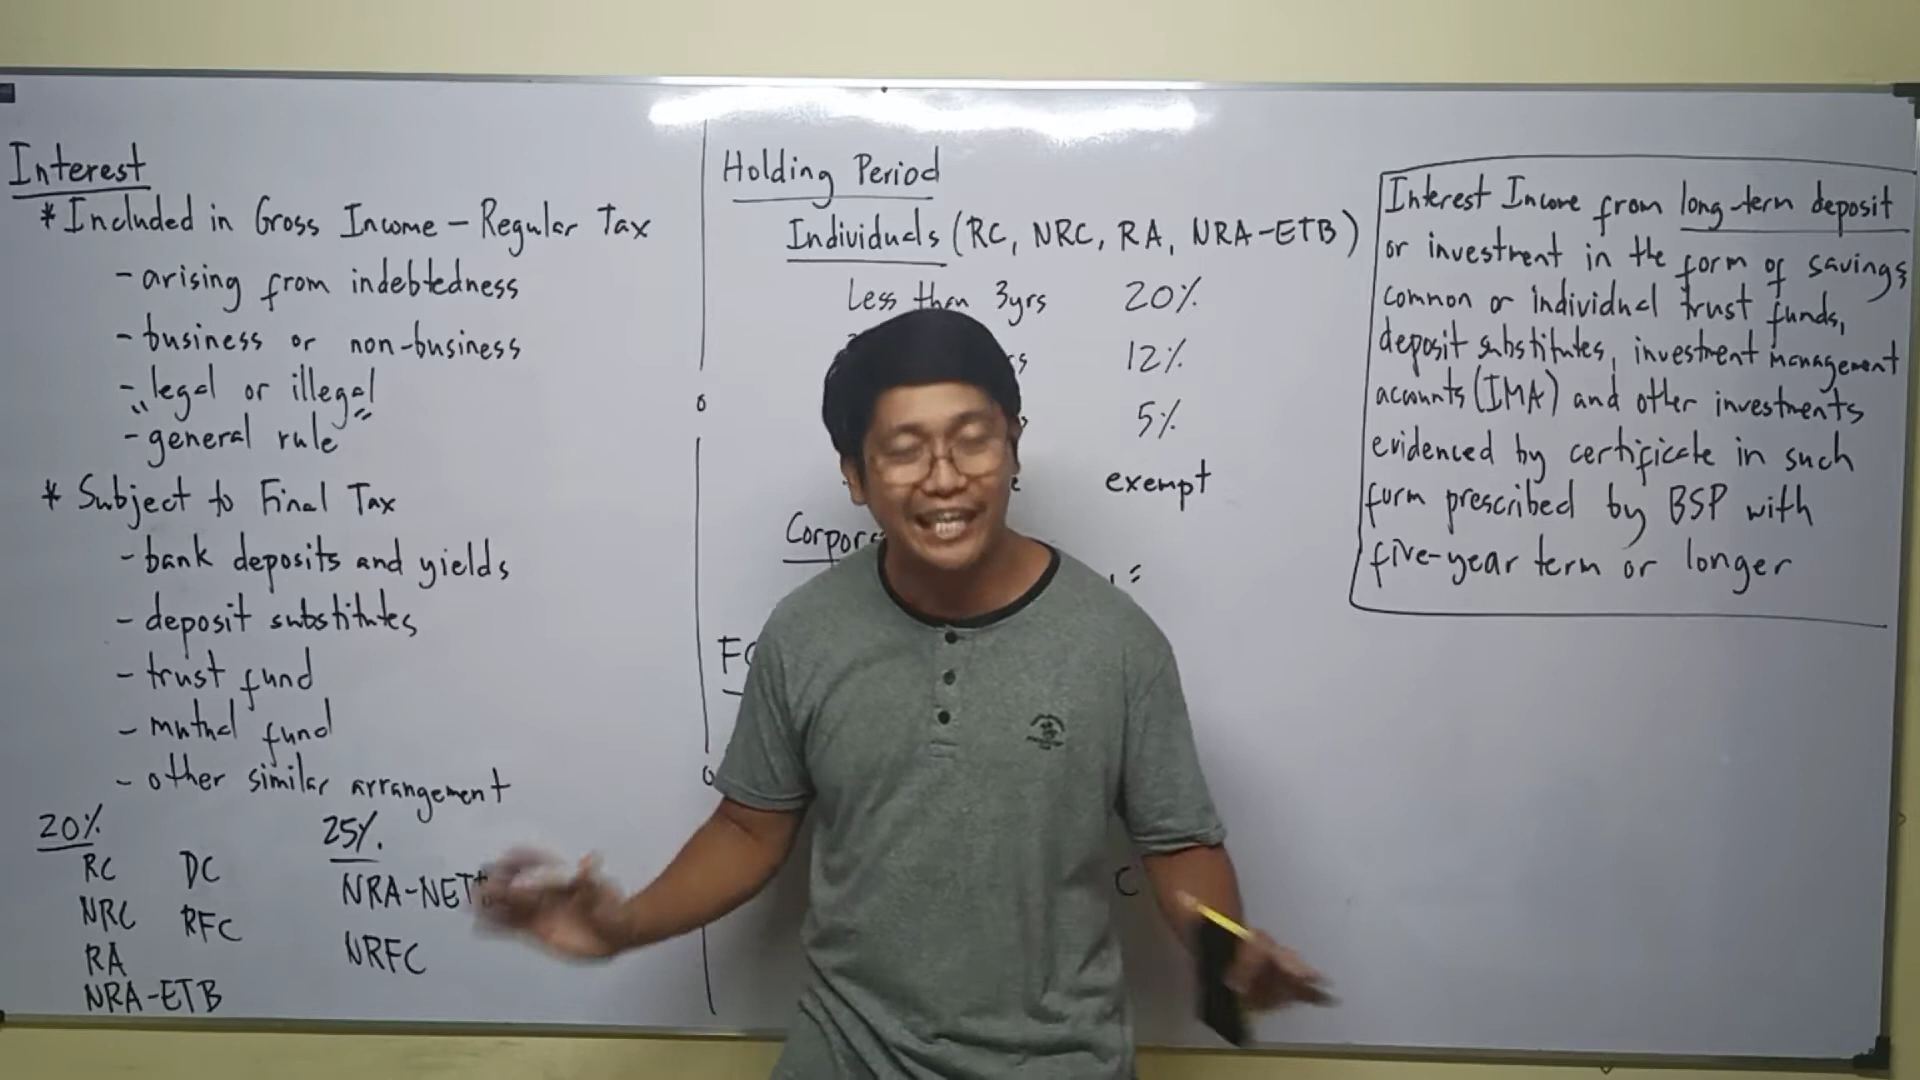 Interest
* Included in Gross Income - Regular Tax
- arising from indebtedness
- business or non-business
- legal or illegal
- "general rule"
* Subject to Final Tax
- bank deposits and yields
- deposit substitutes
- trust fund
- mutual fund
- other similar arrangement
20%
RC DC
NRC RFC
RA
NRA-ETB
25%
NRA-NET
NRFC
Holding Period
Individuals (RC, NRC, RA, NRA-ETB)
Less than 3yrs 20%
12%
5%
exempt
Interest Income from long-term deposit
or investment in the form of savings
common or individual trust funds,
deposit substitutes, investment management
accounts (IMA) and other investments
evidenced by certificate in such
form prescribed by BSP with
five-year term or longer